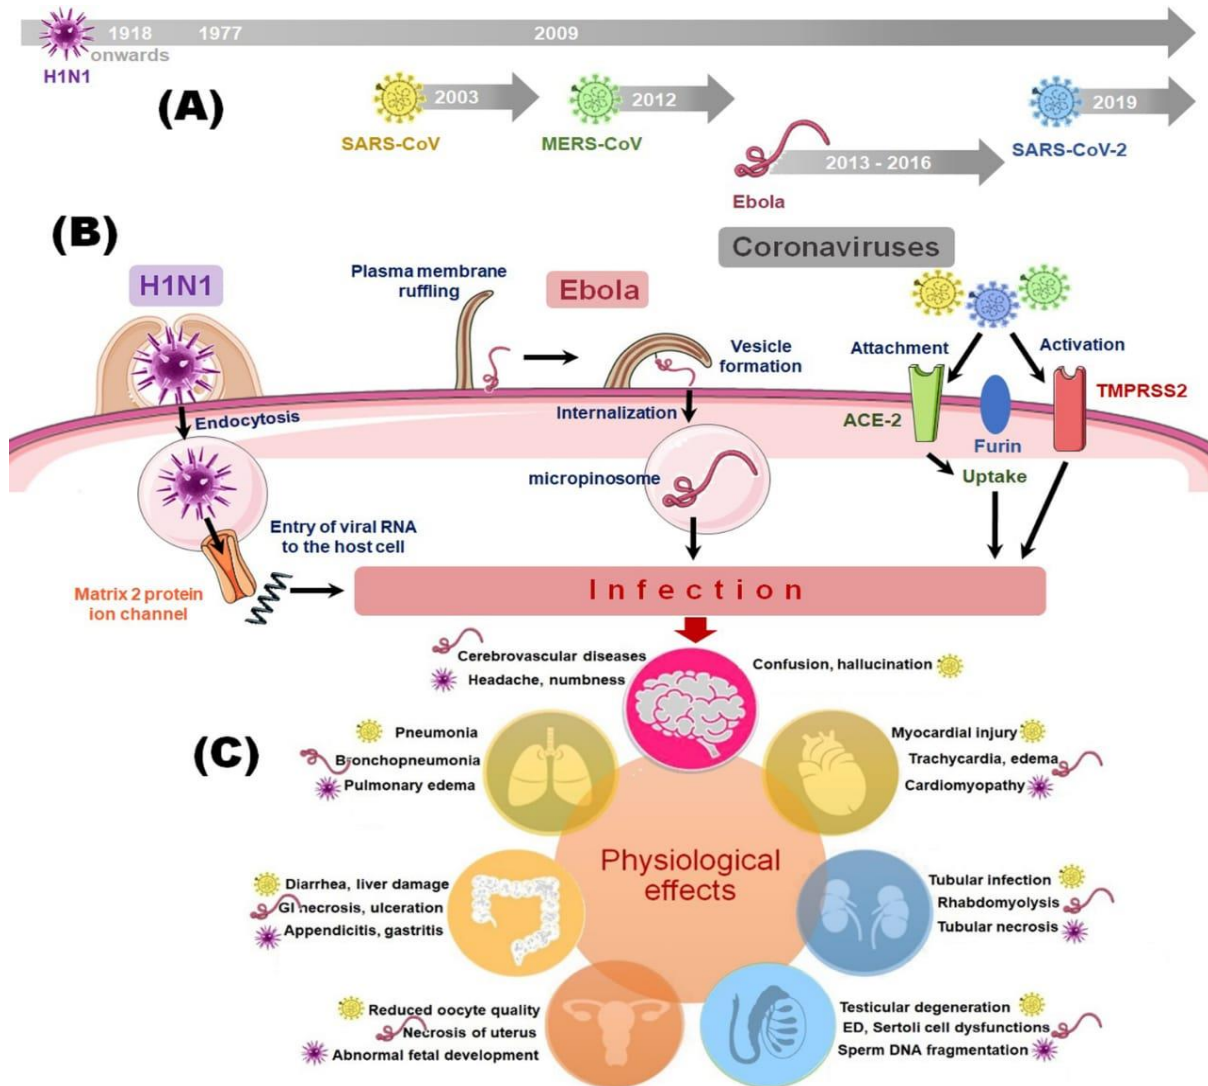 1918
1977
2009
onwards
H1N1
(A)
2003
SARS-CoV
2012
MERS-CoV
2013 - 2016
Ebola
2019
SARS-CoV-2
(B)
H1N1
Endocytosis
Matrix 2 protein
ion channel
Entry of viral RNA
to the host cell
Plasma membrane
ruffling
Ebola
Vesicle
formation
Internalization
micropinosome
Coronaviruses
Attachment
Activation
ACE-2
Furin
TMPRSS2
Uptake
Infection
(C)
Cerebrovascular diseases
Headache, numbness
Confusion, hallucination
Pneumonia
Bronchopneumonia
Pulmonary edema
Myocardial injury
Trachycardia, edema
Cardiomyopathy
Physiological
effects
Diarrhea, liver damage
GI necrosis, ulceration
Appendicitis, gastritis
Tubular infection
Rhabdomyolysis
Tubular necrosis
Reduced oocyte quality
Necrosis of uterus
Abnormal fetal development
Testicular degeneration
ED, Sertoli cell dysfunctions
Sperm DNA fragmentation